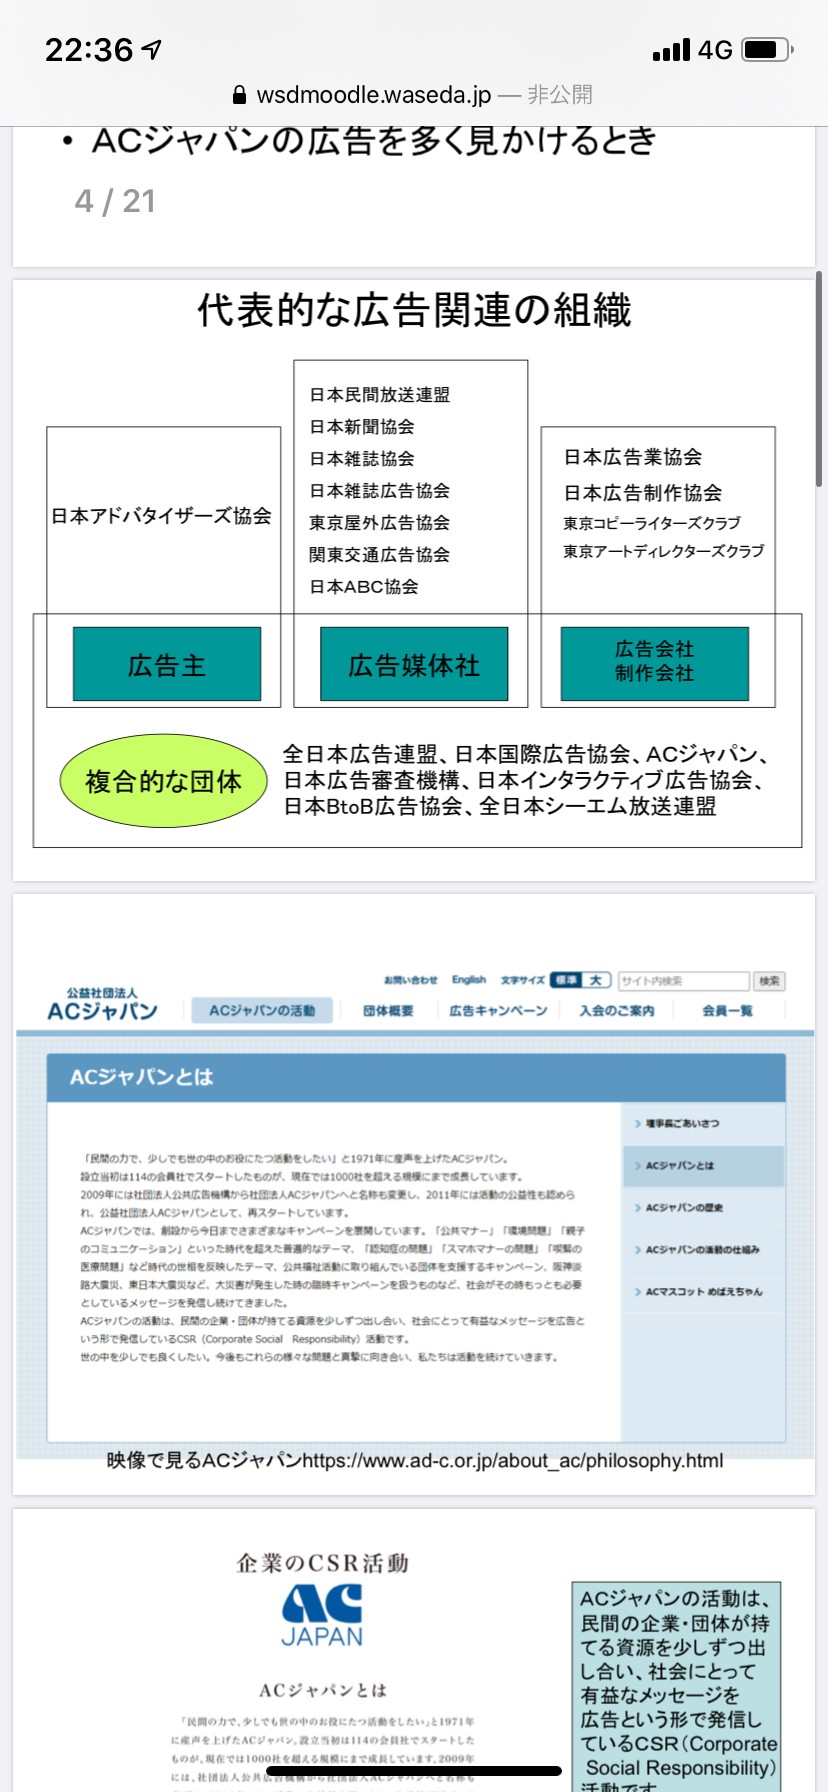 22:36
4G
wsdmoodle.waseda.jp — 非公開
• ACジャパンの広告を多く見かけるとき
4 / 21
代表的な広告関連の組織
日本アドバタイザーズ協会
日本民間放送連盟
日本新聞協会
日本雑誌協会
日本雑誌広告協会
東京屋外広告協会
関東交通広告協会
日本ABC協会
日本広告業協会
日本広告制作協会
東京コピーライターズクラブ
東京アートディレクターズクラブ
広告主
広告媒体社
広告会社
制作会社
複合的な団体
全日本広告連盟、日本国際広告協会、ACジャパン、
日本広告審査機構、日本インタラクティブ広告協会、
日本BtoB広告協会、全日本シーエム放送連盟
お問い合わせ English 文字サイズ 標準 大 サイト内検索 検索
公益社団法人
ACジャパン
ACジャパンの活動 団体概要 広告キャンペーン 入会のご案内 会員一覧
ACジャパンとは
「民間の力で、少しでも世の中のお役にたつ活動をしたい」と1971年に産声を上げたACジャパン。
設立当初は114の会員社でスタートしたものが、現在では1000社を超える規模にまで成長しています。
2009年には社団法人公共広告機構から社団法人ACジャパンへと名称も変更し、2011年には活動の公益性も認めら
れ、公益社団法人ACジャパンとして、再スタートしています。
ACジャパンでは、創設から今日までさまざまなキャンペーンを展開しています。「公共マナー」「環境問題」「親子
のコミュニケーション」といった時代を超えた普遍的なテーマ、「認知症の問題」「スマホマナーの問題」「喫緊の
医療問題」など時代の世相を反映したテーマ、公共福祉活動に取り組んでいる団体を支援するキャンペーン、阪神淡
路大震災、東日本大震災など、大災害が発生した時の臨時キャンペーンを扱うものなど、社会がその時もっとも必要
としているメッセージを発信し続けてきました。
ACジャパンの活動は、民間の企業・団体が持てる資源を少しずつ出し合い、社会にとって有益なメッセージを広告と
いう形で発信しているCSR（Corporate Social Responsibility）活動です。
世の中を少しでも良くしたい。今後もこれらの様々な問題と真摯に向き合い、私たちは活動を続けていきます。
理事長ごあいさつ
ACジャパンとは
ACジャパンの歴史
ACジャパンの活動の仕組み
ACマスコット めばえちゃん
映像で見るACジャパンhttps://www.ad-c.or.jp/about_ac/philosophy.html
企業のCSR活動
AC
JAPAN
ACジャパンとは
「民間の力で、少しでも世の中のお役にたつ活動をしたい」と1971年
に産声を上げたACジャパン。設立当初は114の会員社でスタートした
ものが、現在では1000社を超える規模にまで成長しています。2009年
には、社団法人公共広告機構から社団法人ACジャパンへと名称も
ACジャパンの活動は、
民間の企業・団体が持
てる資源を少しずつ出
し合い、社会にとって
有益なメッセージを
広告という形で発信し
ているCSR（Corporate
Social Responsibility）
活動です